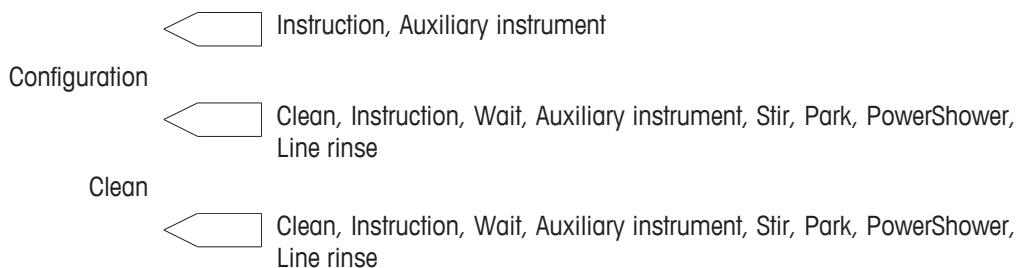 Instruction, Auxiliary instrument
Configuration
Clean, Instruction, Wait, Auxiliary instrument, Stir, Park, PowerShower,
Line rinse
Clean
Clean, Instruction, Wait, Auxiliary instrument, Stir, Park, PowerShower,
Line rinse